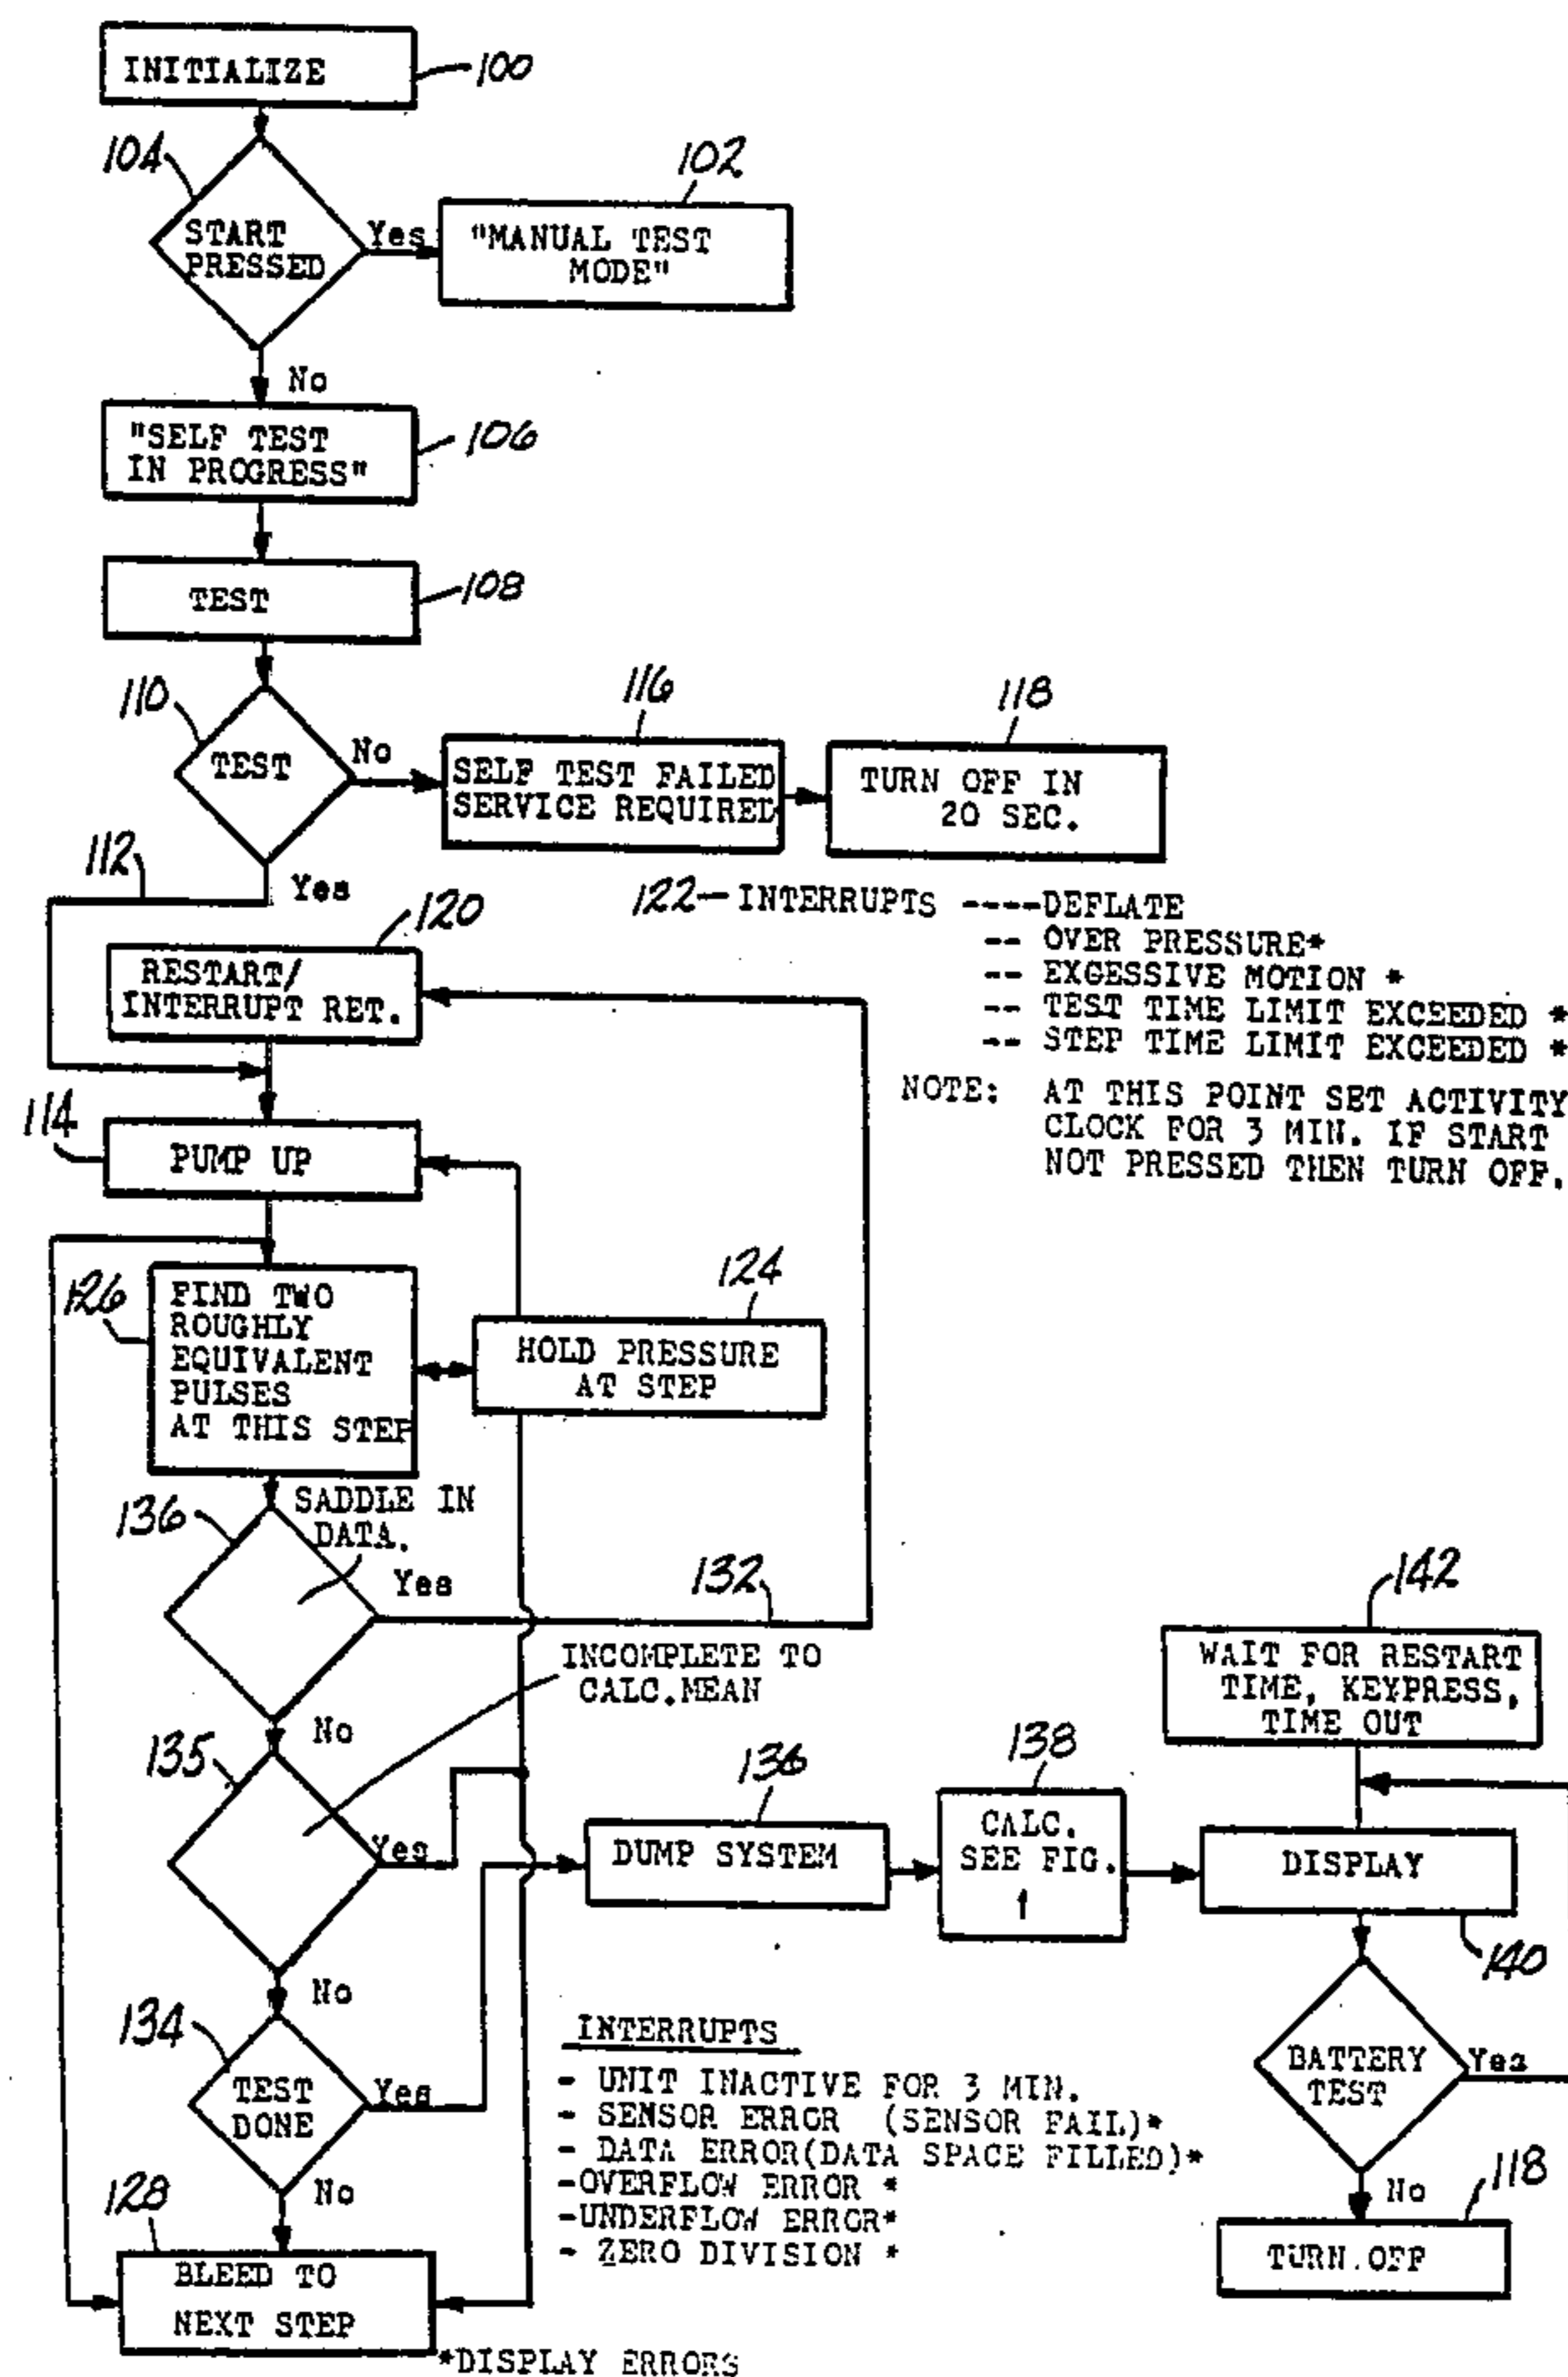 INITIALIZE
100
104
START
PRESSED
Yes
102
"MANUAL TEST
MODE"
No
"SELF TEST
IN PROGRESS"
106
TEST
108
110
TEST
No
116
SELF TEST FAILED
SERVICE REQUIRED
118
TURN OFF IN
20 SEC.
112
Yes
120
RESTART/
INTERRUPT RET.
122-INTERRUPTS ----DEFLATE
-- OVER PRESSURE*
-- EXGESSIVE MOTION *
-- TEST TIME LIMIT EXCEEDED *
-- STEP TIME LIMIT EXCEEDED *
NOTE: AT THIS POINT SET ACTIVITY
CLOCK FOR 3 MIN. IF START
NOT PRESSED THEN TURN OFF.
114
PUMP UP
126
FIND TWO
ROUGHLY
EQUIVALENT
PULSES
AT THIS STEP
124
HOLD PRESSURE
AT STEP
136
SADDLE IN
DATA.
Yes
132
No
INCOMPLETE TO
CALC.MEAN
135
Yes
No
134
TEST
DONE
Yes
No
136
DUMP SYSTEM
138
CALC.
SEE FIG.
1
142
WAIT FOR RESTART
TIME, KEYPRESS,
TIME OUT
DISPLAY
140
BATTERY
TEST
Yes
No
118
TURN.OFF
INTERRUPTS
- UNIT INACTIVE FOR 3 MIN.
- SENSOR ERROR (SENSOR FAIL)*
- DATA ERROR(DATA SPACE FILLED)*
-OVERFLOW ERROR *
-UNDERFLOW ERROR*
- ZERO DIVISION *
128
BLEED TO
NEXT STEP
*DISPLAY ERRORS